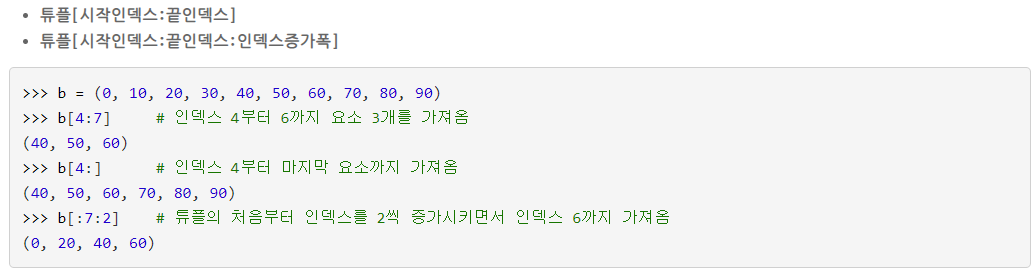 튜플[시작인덱스:끝인덱스]
튜플[시작인덱스:끝인덱스:인덱스증가폭]
>>> b = (0, 10, 20, 30, 40, 50, 60, 70, 80, 90)
>>> b[4:7]     # 인덱스 4부터 6까지 요소 3개를 가져옴
(40, 50, 60)
>>> b[4:]      # 인덱스 4부터 마지막 요소까지 가져옴
(40, 50, 60, 70, 80, 90)
>>> b[:7:2]    # 튜플의 처음부터 인덱스를 2씩 증가시키면서 인덱스 6까지 가져옴
(0, 20, 40, 60)